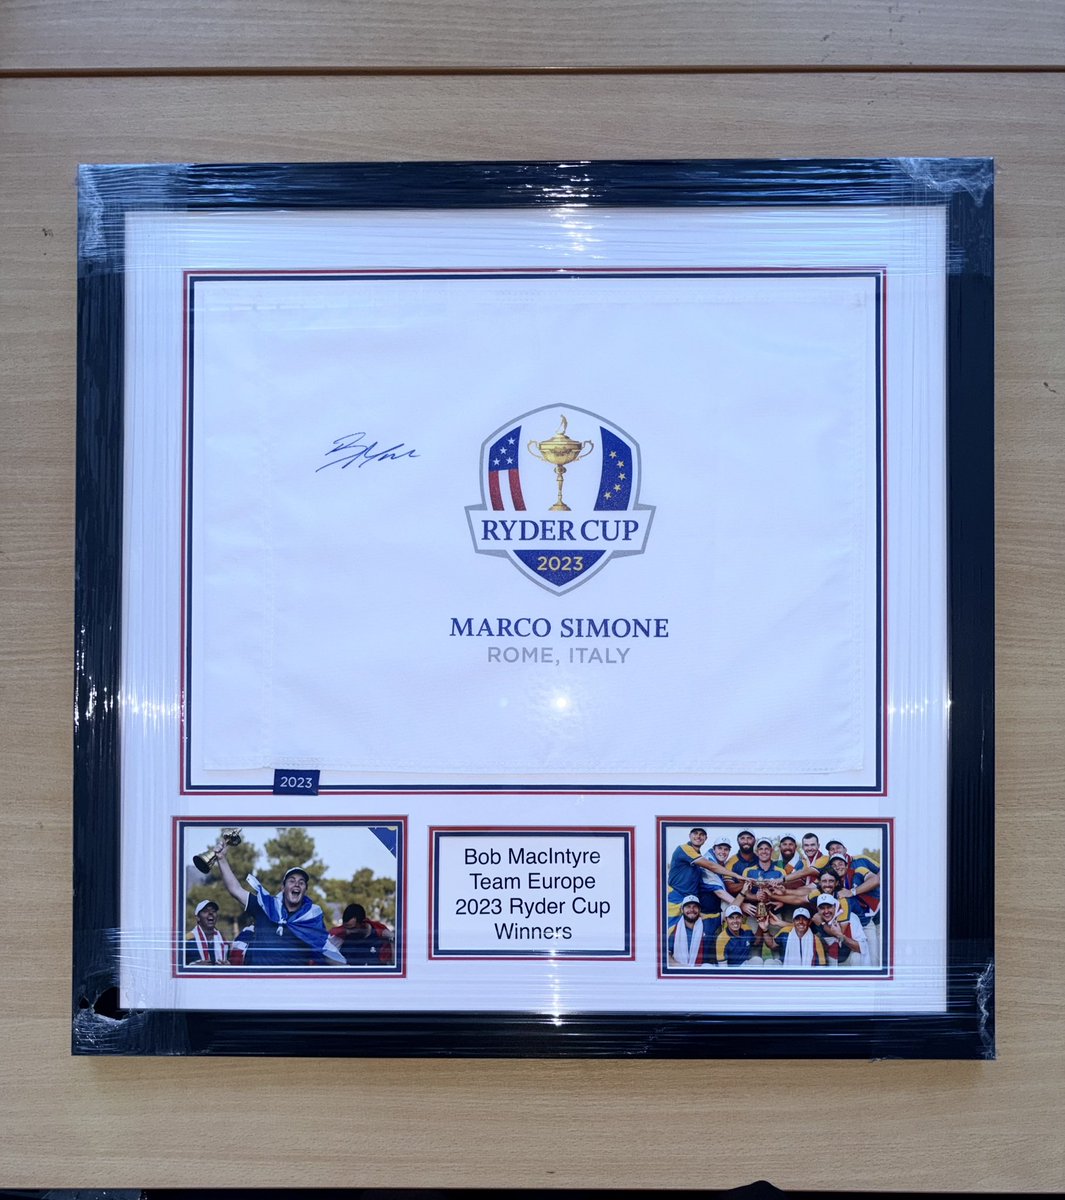 RYDER CUP
2023
MARCO SIMONE
ROME, ITALY
2023
Bob MacIntyre
Team Europe
2023 Ryder Cup
Winners